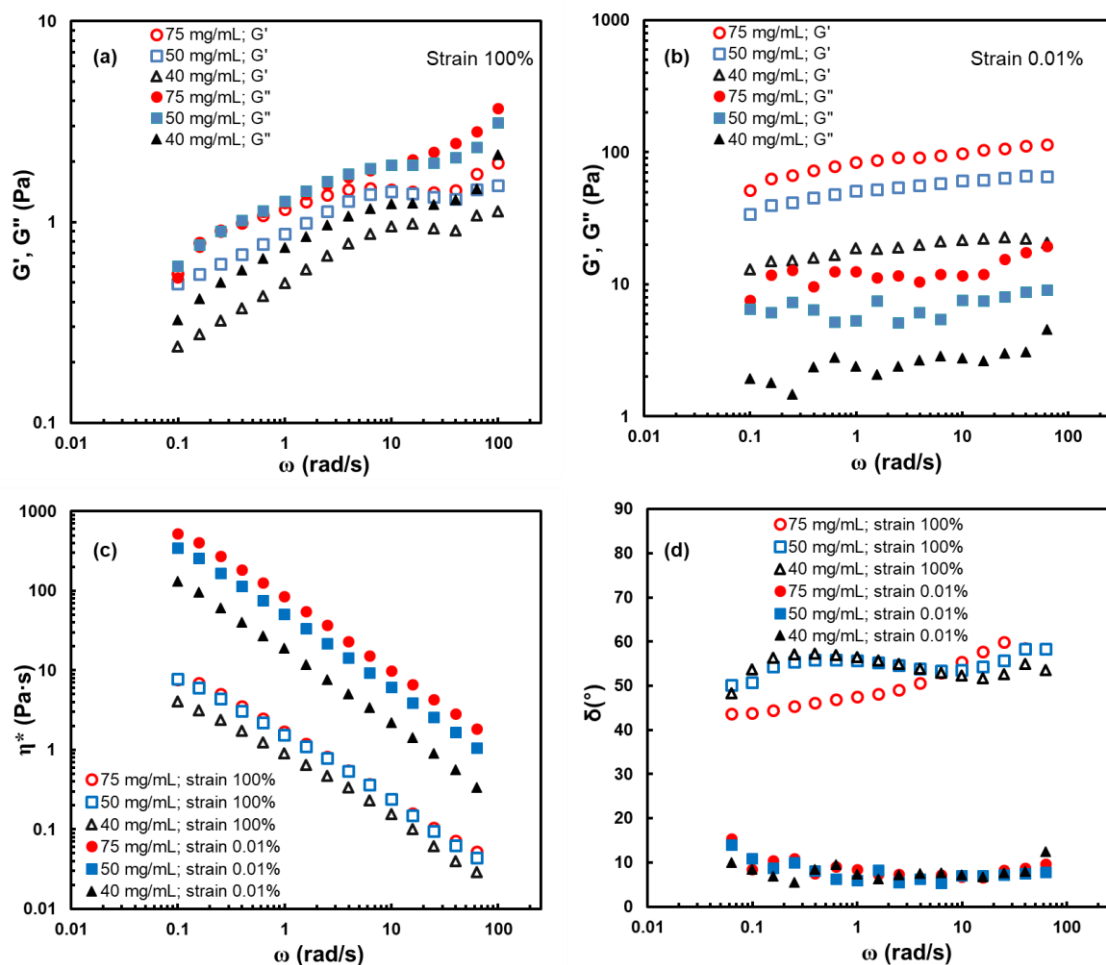 (a)
Strain 100%
75 mg/mL; G'
50 mg/mL; G'
40 mg/mL; G'
75 mg/mL; G"
50 mg/mL; G"
40 mg/mL; G"
10
1
0.1
G', G" (Pa)
0.01
0.1
1
10
100
ω (rad/s)
(b)
Strain 0.01%
75 mg/mL; G'
50 mg/mL; G'
40 mg/mL; G'
75 mg/mL; G"
50 mg/mL; G"
40 mg/mL; G"
1000
100
10
1
G', G" (Pa)
0.01
0.1
1
10
100
ω (rad/s)
(c)
1000
100
10
1
0.1
0.01
η* (Pa·s)
75 mg/mL; strain 100%
50 mg/mL; strain 100%
40 mg/mL; strain 100%
75 mg/mL; strain 0.01%
50 mg/mL; strain 0.01%
40 mg/mL; strain 0.01%
0.01
0.1
1
10
100
ω (rad/s)
(d)
75 mg/mL; strain 100%
50 mg/mL; strain 100%
40 mg/mL; strain 100%
75 mg/mL; strain 0.01%
50 mg/mL; strain 0.01%
40 mg/mL; strain 0.01%
90
80
70
60
50
40
30
20
10
0
δ(°)
0.01
0.1
1
10
100
ω (rad/s)